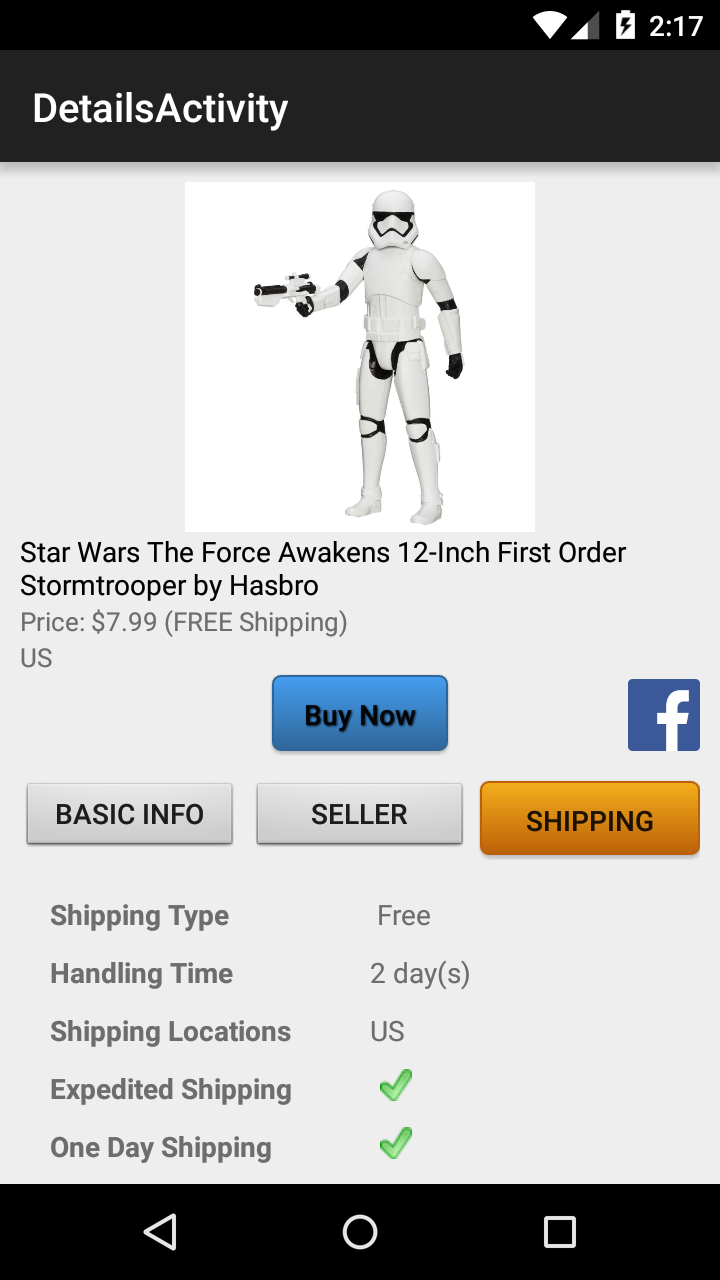 2:17
DetailsActivity
Star Wars The Force Awakens 12-Inch First Order
Stormtrooper by Hasbro
Price: $7.99 (FREE Shipping)
US
Buy Now
f
BASIC INFO SELLER SHIPPING
Shipping Type Free
Handling Time 2 day(s)
Shipping Locations US
Expedited Shipping
One Day Shipping